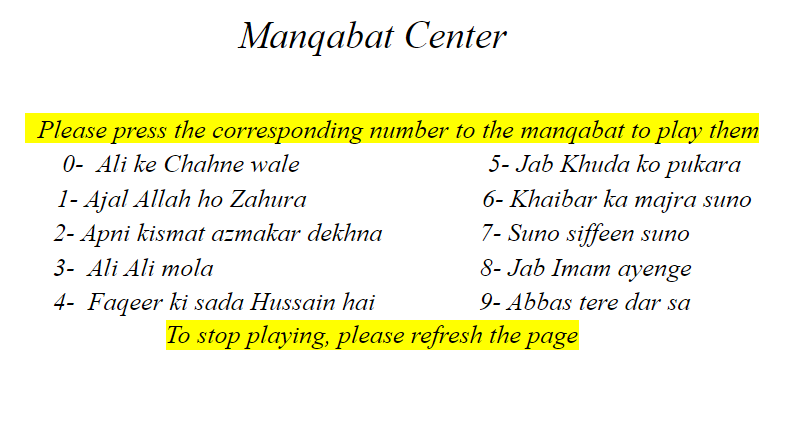 Manqabat Center
Please press the corresponding number to the manqabat to play them
0- Ali ke Chahne wale 5- Jab Khuda ko pukara
1- Ajal Allah ho Zahura 6- Khaibar ka majra suno
2- Apni kismat azmakar dekhna 7- Suno siffeen suno
3- Ali Ali mola 8- Jab Imam ayenge
4- Faqeer ki sada Hussain hai 9- Abbas tere dar sa
To stop playing, please refresh the page